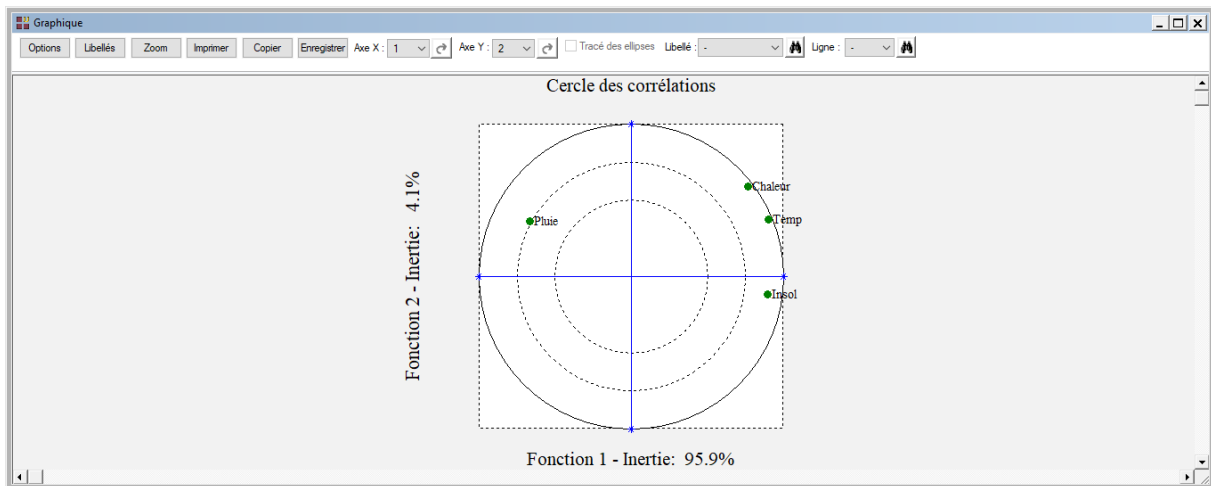 Graphique
Options Libellés Zoom Imprimer Copier Enregistrer Axe X : 1 Axe Y : 2 Tracé des ellipses Libellé : - Ligne : -
Cercle des corrélations
Chaleur
Temp
Pluie
Insol
Fonction 2 - Inertie: 4.1%
Fonction 1 - Inertie: 95.9%